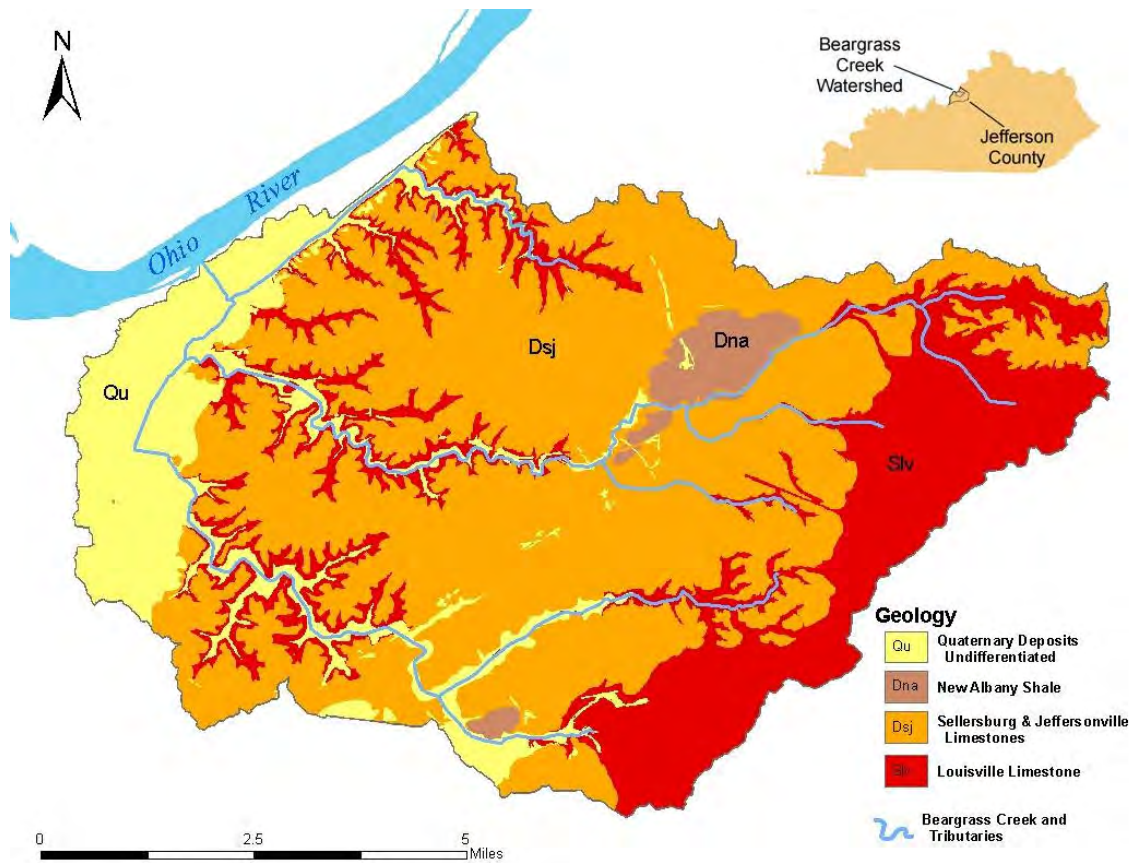 N
Beargrass
Creek
Watershed
Jefferson
County
Ohio River
Qu
Dsj
Dna
Slv
Geology
Qu Quaternary Deposits
Undifferentiated
Dna New Albany Shale
Dsj Sellersburg & Jeffersonville
Limestones
Slv Louisville Limestone
Beargrass Creek and
Tributaries
0 2.5 5
Miles